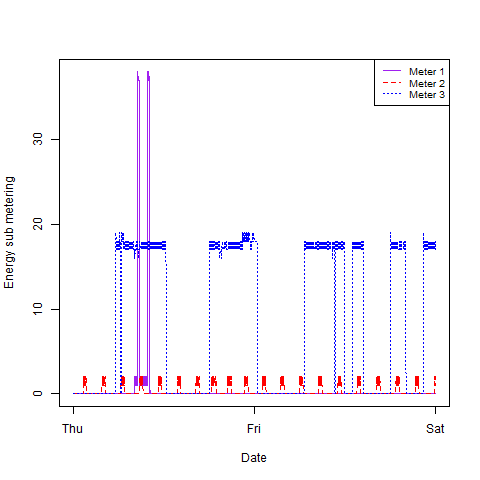 Meter 1
Meter 2
Meter 3
Energy sub metering
30
20
10
0
Thu
Fri
Sat
Date